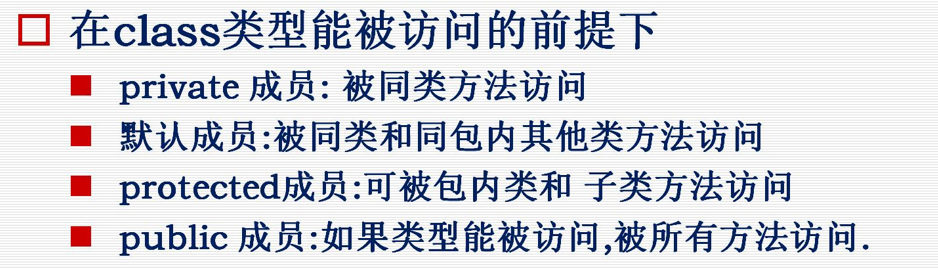 在class类型能被访问的前提下
private 成员: 被同类方法访问
默认成员:被同类和同包内其他类方法访问
protected成员:可被包内类和 子类方法访问
public 成员:如果类型能被访问,被所有方法访问.